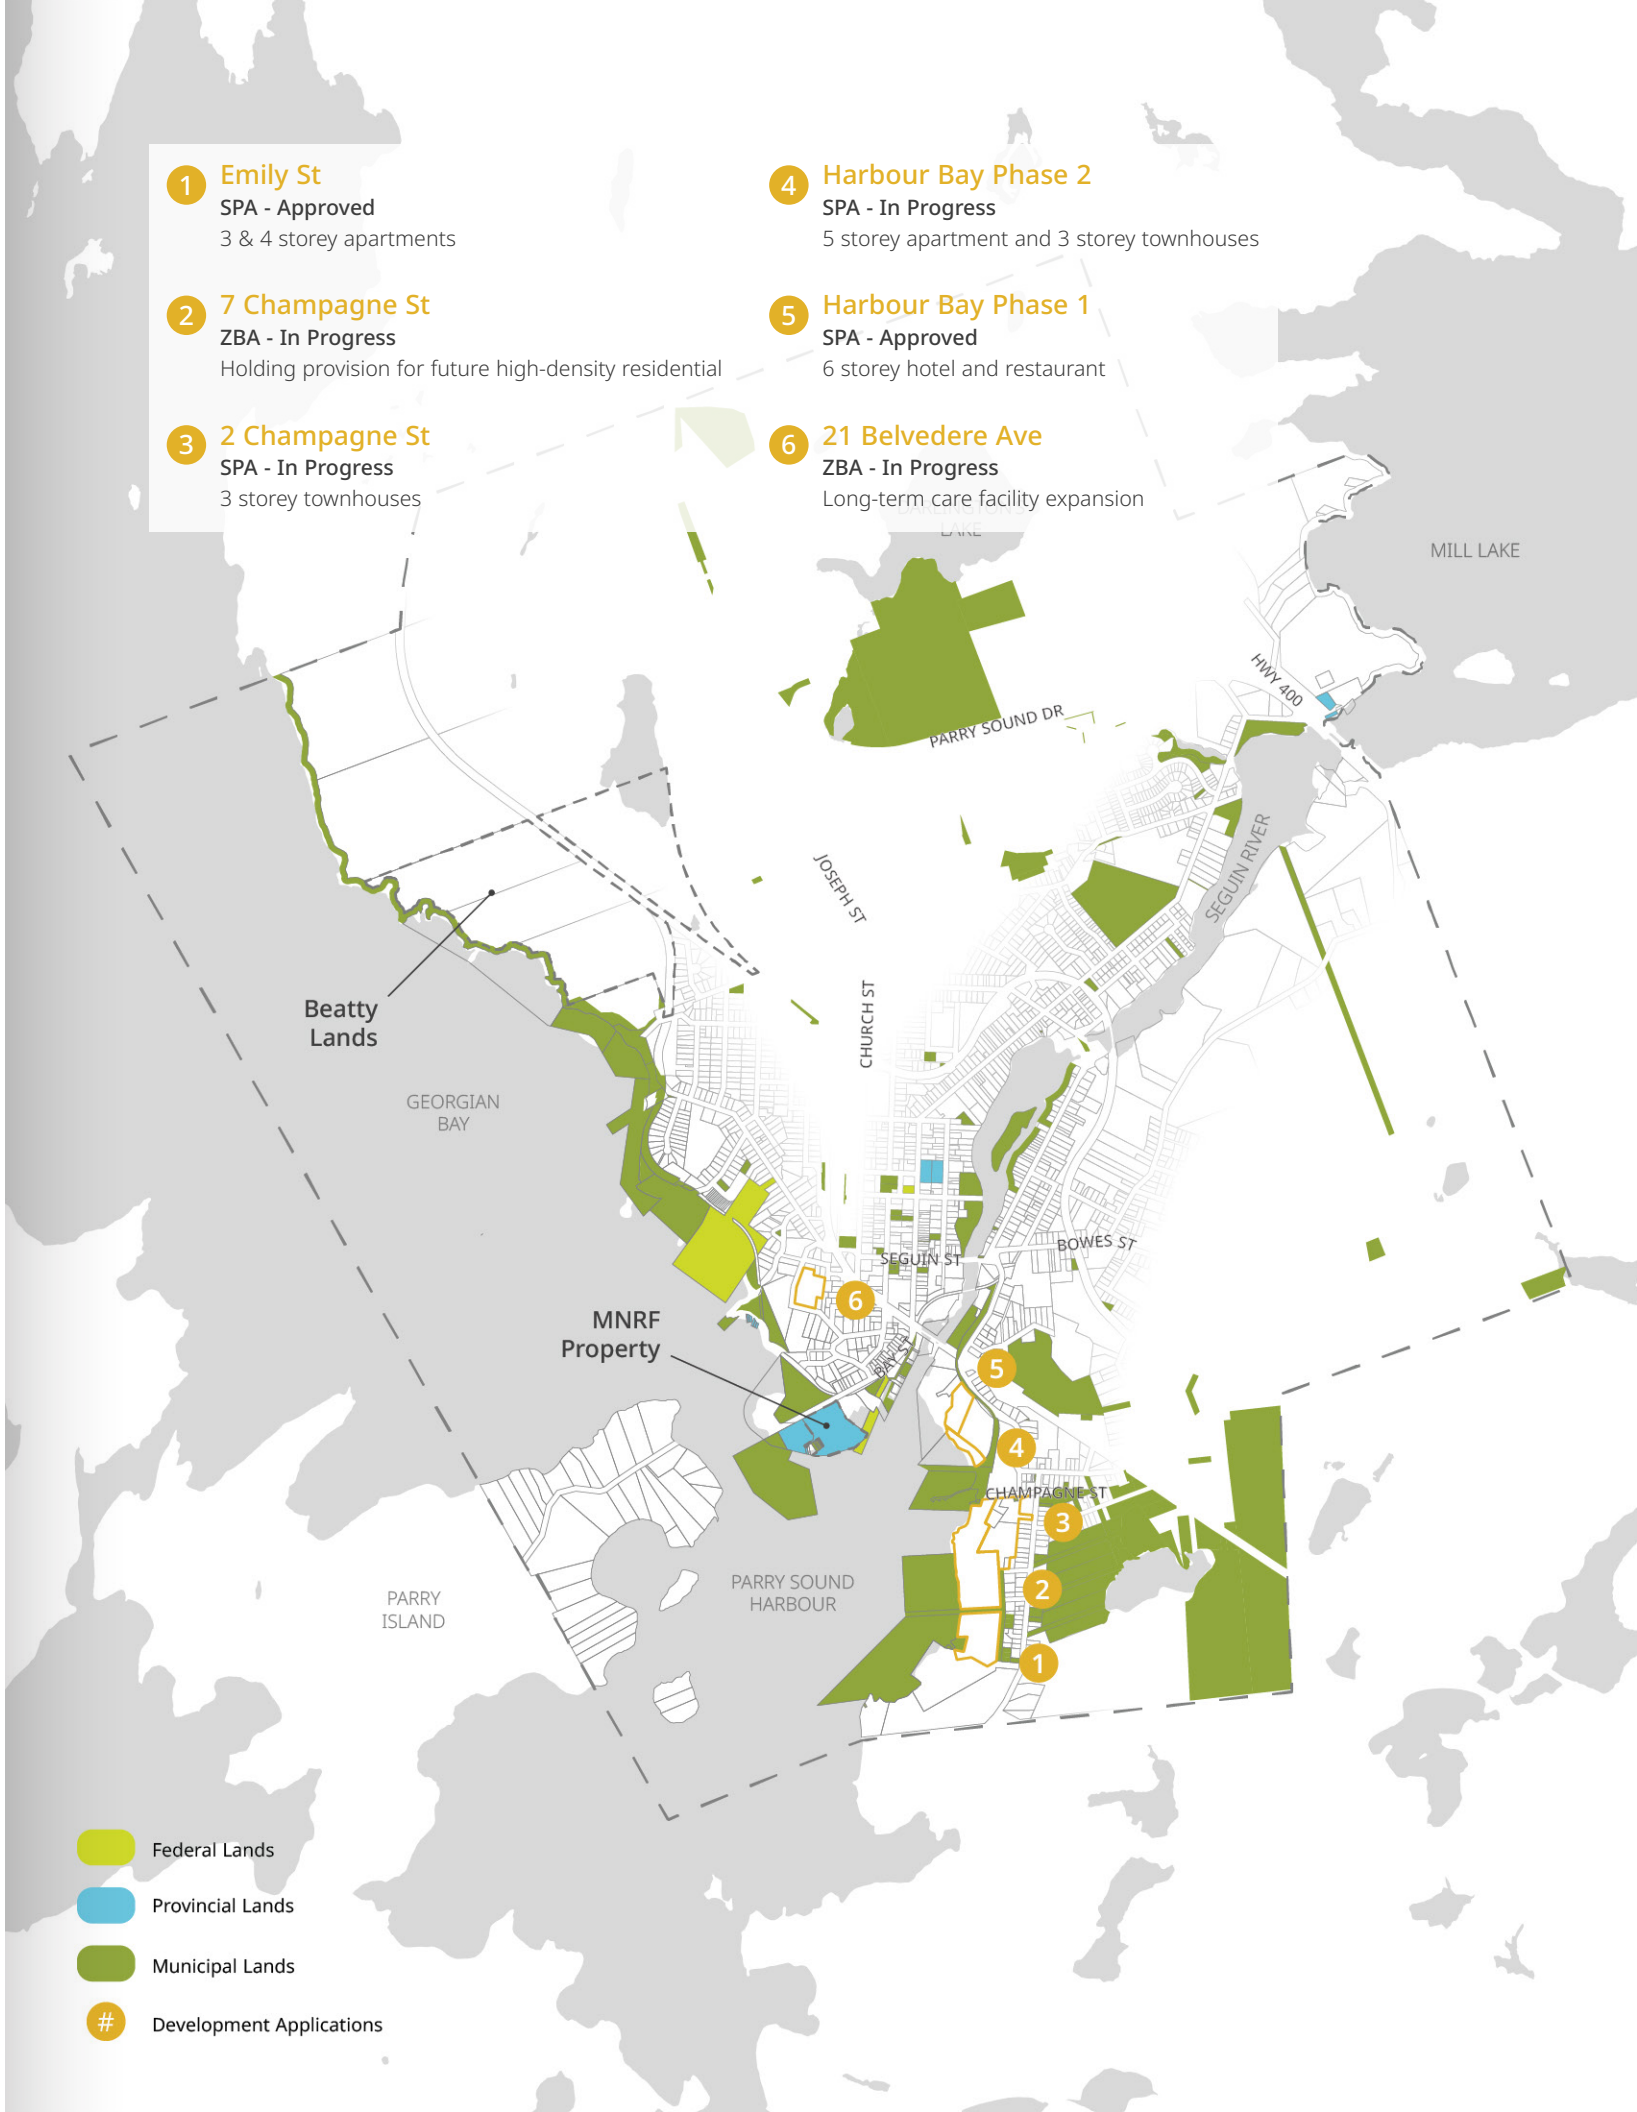 1
Emily St
SPA - Approved
3 & 4 storey apartments
2
7 Champagne St
ZBA - In Progress
Holding provision for future high-density residential
3
2 Champagne St
SPA - In Progress
3 storey townhouses
4
Harbour Bay Phase 2
SPA - In Progress
5 storey apartment and 3 storey townhouses
5
Harbour Bay Phase 1
SPA - Approved
6 storey hotel and restaurant
6
21 Belvedere Ave
ZBA - In Progress
Long-term care facility expansion
DARLINGTON'S
LAKE
MILL LAKE
HWY 400
PARRY SOUND DR
SEGUIN RIVER
JOSEPH ST
CHURCH ST
Beatty
Lands
GEORGIAN
BAY
BOWES ST
SEGUIN ST
6
MNRF
Property
BAY ST
5
4
CHAMPAGNE ST
3
2
1
PARRY SOUND
HARBOUR
PARRY
ISLAND
Federal Lands
Provincial Lands
Municipal Lands
#
Development Applications